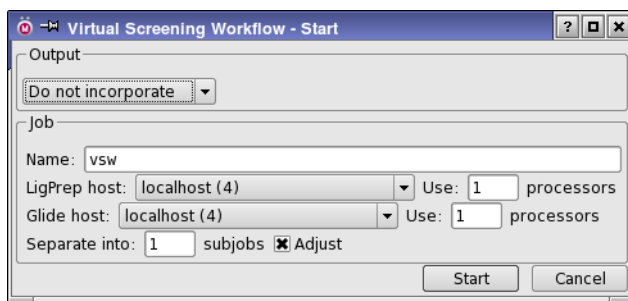 Virtual Screening Workflow - Start
Output
Do not incorporate
Job
Name: vsw
LigPrep host: localhost (4) Use: 1 processors
Glide host: localhost (4) Use: 1 processors
Separate into: 1 subjobs Adjust
Start Cancel